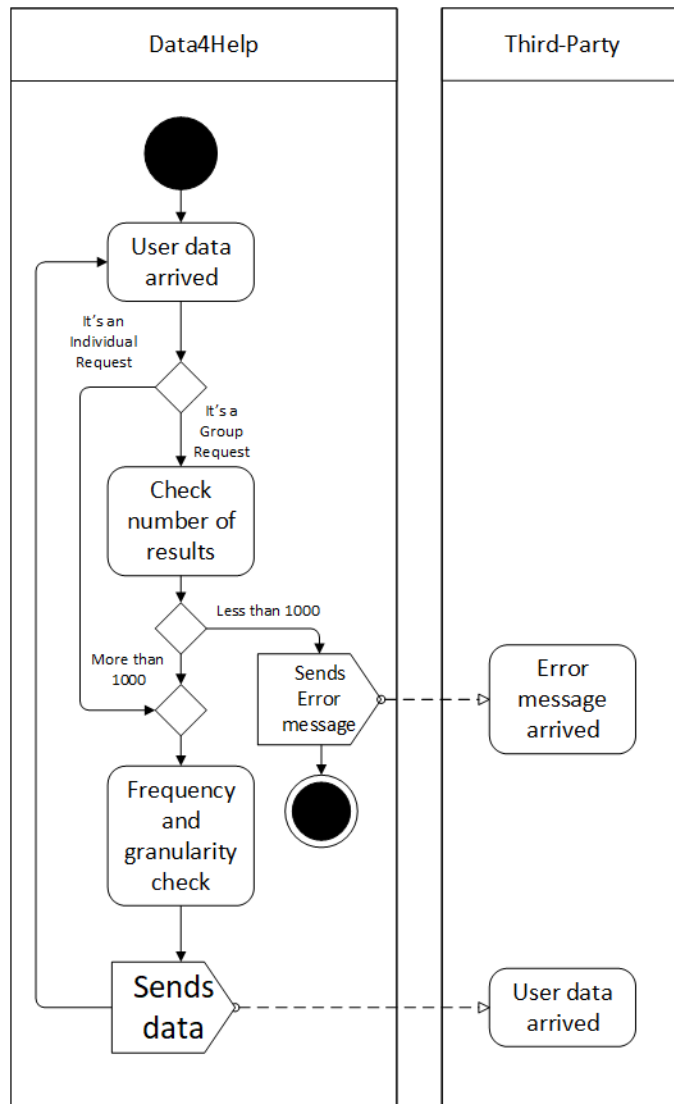 Data4Help
Third-Party
User data
arrived
It's an
Individual
Request
It's a
Group
Request
Check
number of
results
Less than 1000
More than
1000
Sends
Error
message
Error
message
arrived
Frequency
and
granularity
check
Sends
data
User data
arrived